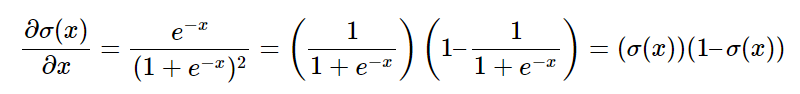 ∂σ(x)/∂x = e^{−x}/(1 + e^{−x})² = (1/(1 + e^{−x})) (1–1/(1 + e^{−x})) = (σ(x))(1–σ(x))